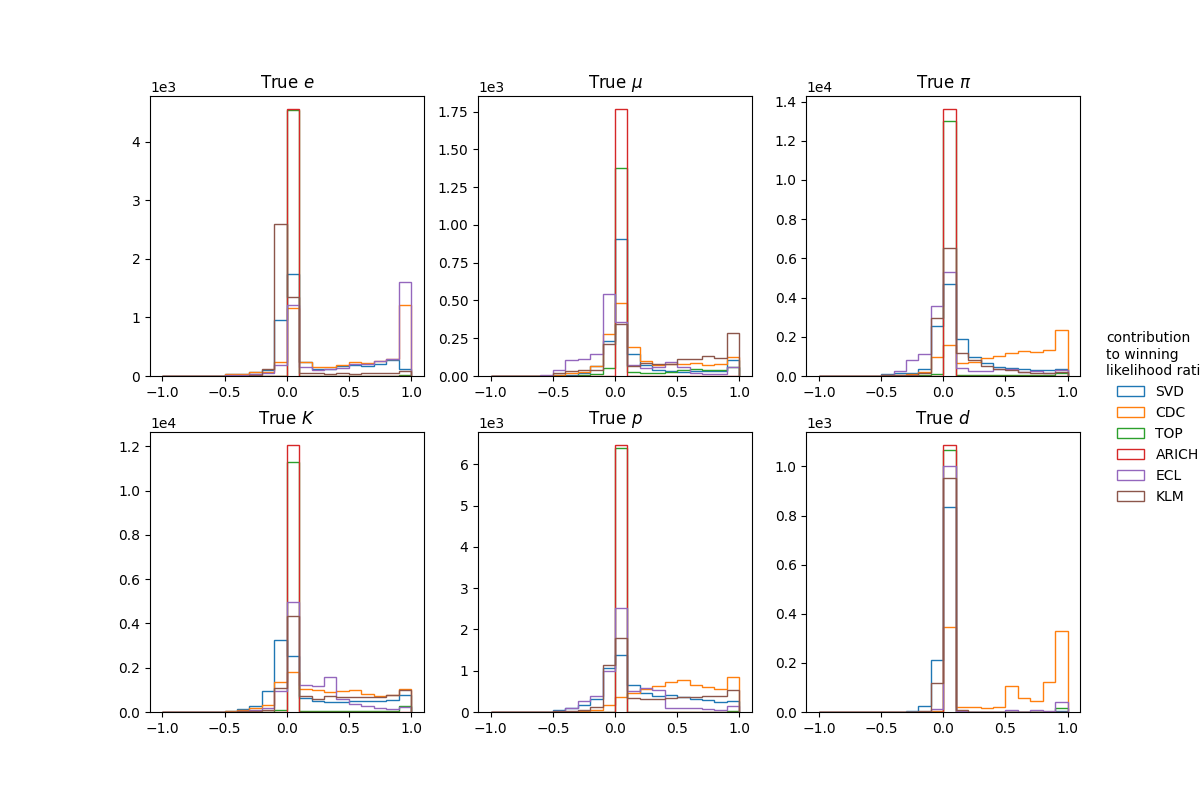 True e
True μ
True π
1e3
1e3
1e4
4
3
2
1
0
1.75
1.50
1.25
1.00
0.75
0.50
0.25
0.00
1.4
1.2
1.0
0.8
0.6
0.4
0.2
0.0
−1.0 −0.5 0.0 0.5 1.0
−1.0 −0.5 0.0 0.5 1.0
−1.0 −0.5 0.0 0.5 1.0
True K
True p
True d
1e4
1e3
1e3
1.2
1.0
0.8
0.6
0.4
0.2
0.0
6
5
4
3
2
1
0
1.0
0.8
0.6
0.4
0.2
0.0
−1.0 −0.5 0.0 0.5 1.0
−1.0 −0.5 0.0 0.5 1.0
−1.0 −0.5 0.0 0.5 1.0
contribution
to winning
likelihood rati
SVD
CDC
TOP
ARICH
ECL
KLM